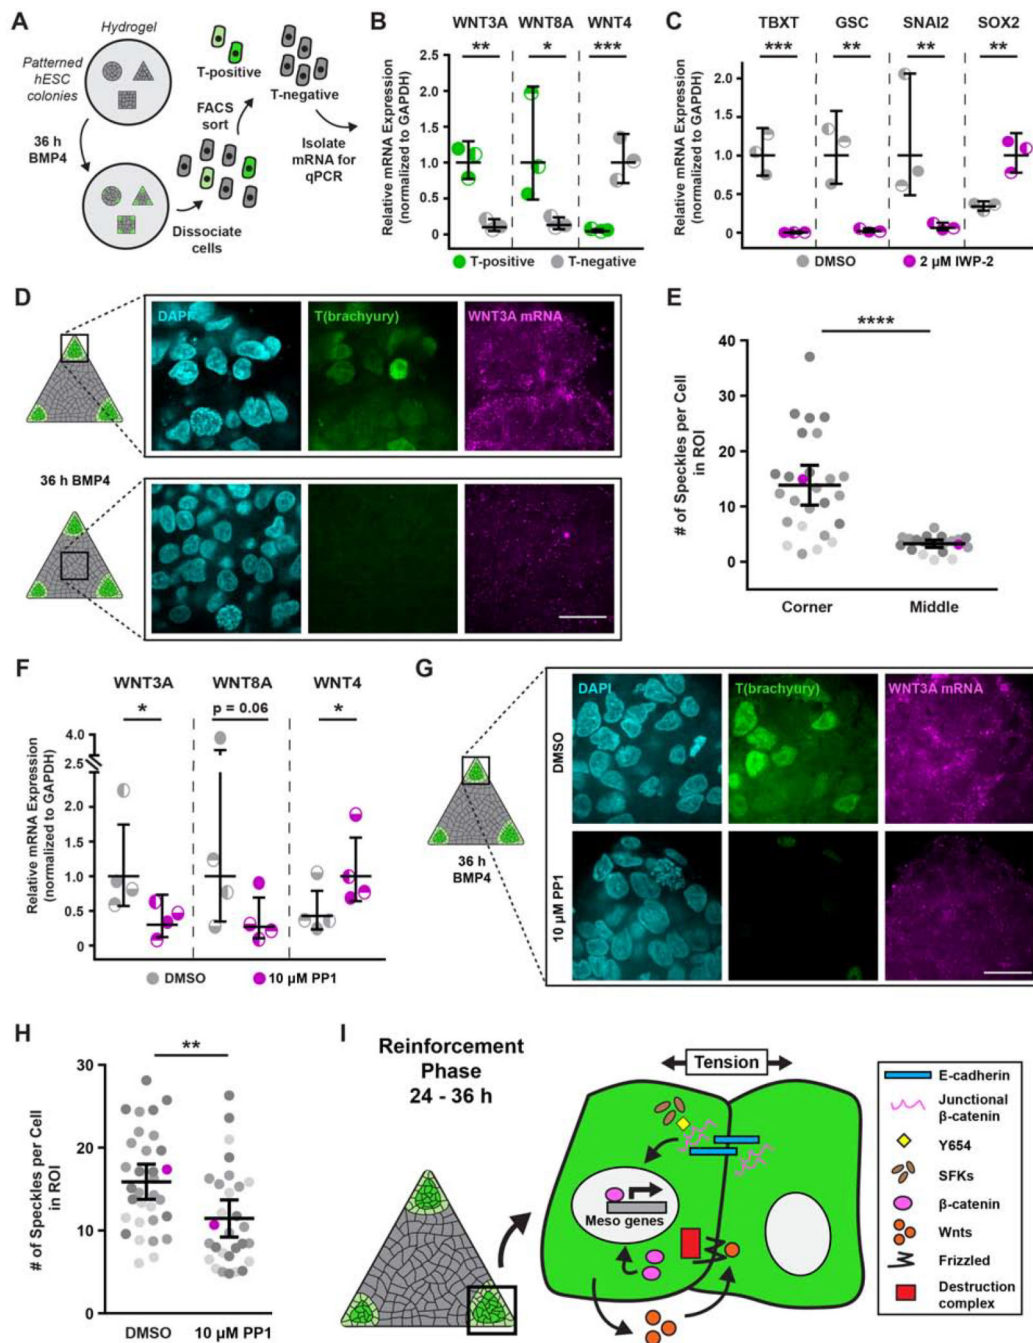 A
Hydrogel
Patterned
hESC
colonies
36 h
BMP4
Dissociate
cells
FACS
sort
T-positive
T-negative
Isolate
mRNA for
qPCR
B
WNT3A WNT8A WNT4
** * ***
Relative mRNA Expression
(normalized to GAPDH)
2.5
2.0
1.5
1.0
0.5
0
T-positive T-negative
C
TBXT GSC SNAI2 SOX2
*** ** ** **
Relative mRNA Expression
(normalized to GAPDH)
2.0
1.5
1.0
0.5
0
DMSO 2 µM IWP-2
D
DAPI T(brachyury) WNT3A mRNA
36 h BMP4
E
****
# of Speckles per Cell
in ROI
40
30
20
10
0
Corner Middle
F
WNT3A WNT8A WNT4
* p = 0.06 *
Relative mRNA Expression
(normalized to GAPDH)
4.0
2.5
2.0
1.5
1.0
0.5
0
DMSO 10 µM PP1
G
DAPI T(brachyury) WNT3A mRNA
DMSO
10 µM PP1
36 h
BMP4
H
**
# of Speckles per Cell
in ROI
30
20
10
0
DMSO 10 µM PP1
I
Reinforcement
Phase
24 - 36 h
Tension
Meso genes
E-cadherin
Junctional
β-catenin
Y654
SFKs
β-catenin
Wnts
Frizzled
Destruction
complex